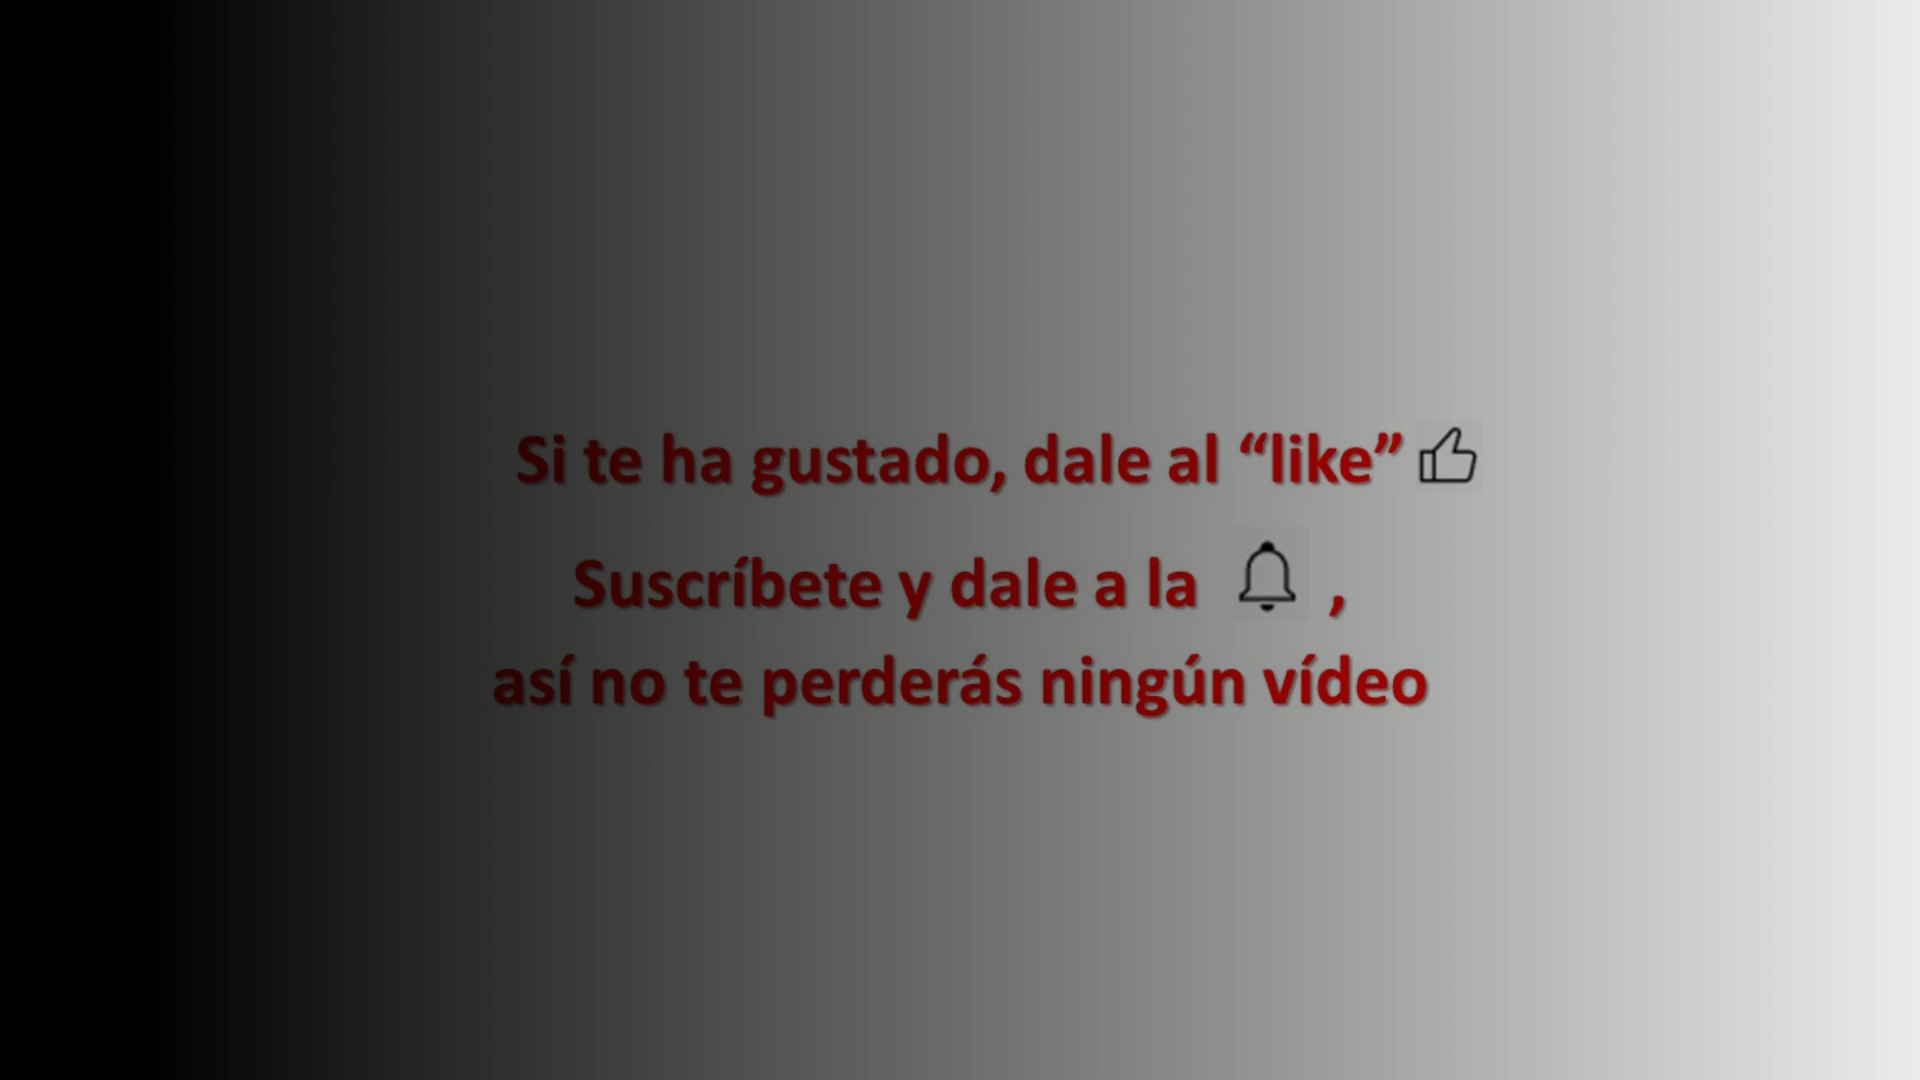 Si te ha gustado, dale al “like”
Suscríbete y dale a la ,
así no te perderás ningún vídeo